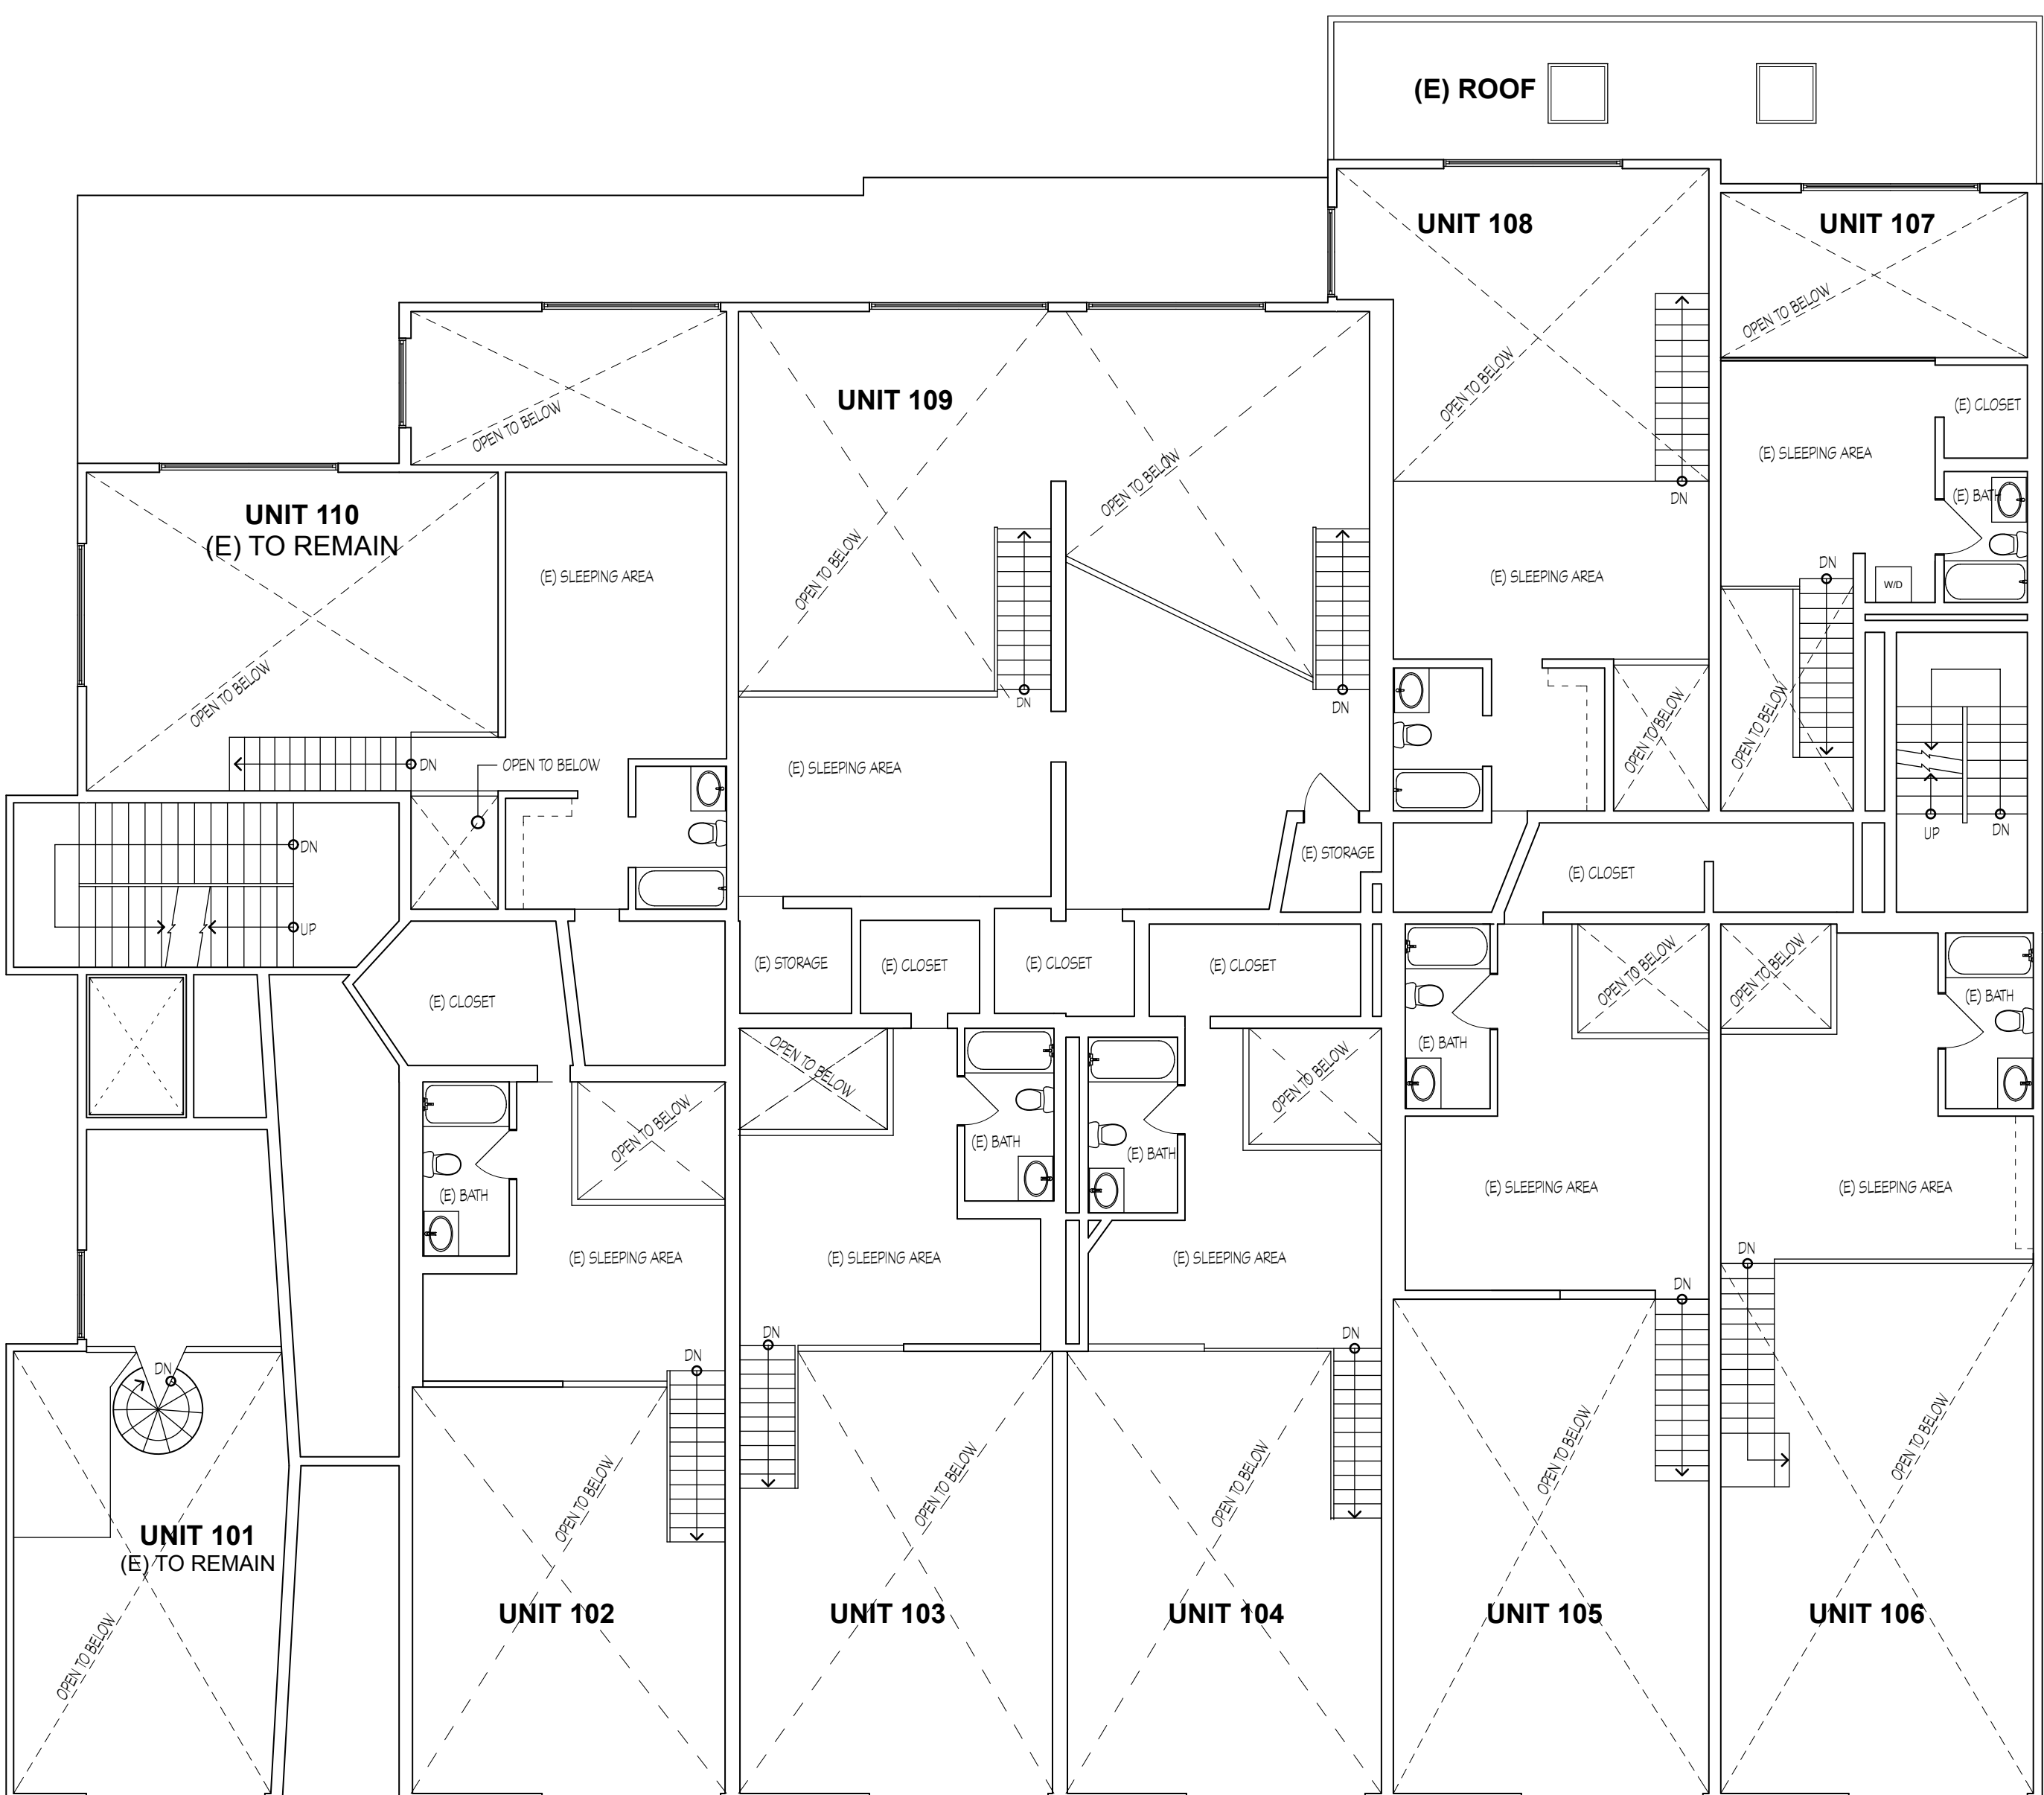 (E) ROOF
UNIT 108
UNIT 107
OPEN TO BELOW
OPEN TO BELOW
UNIT 109
(E) CLOSET
OPEN TO BELOW
OPEN TO BELOW
(E) SLEEPING AREA
OPEN TO BELOW
DN
(E) BATH
UNIT 110
(E) TO REMAIN
(E) SLEEPING AREA
OPEN TO BELOW
(E) SLEEPING AREA
DN
W/D
OPEN TO BELOW
DN
DN
OPEN TO BELOW
OPEN TO BELOW
DN
OPEN TO BELOW
(E) SLEEPING AREA
UP
DN
DN
(E) STORAGE
(E) CLOSET
UP
(E) STORAGE
(E) CLOSET
(E) CLOSET
(E) CLOSET
OPEN TO BELOW
OPEN TO BELOW
(E) CLOSET
(E) BATH
(E) BATH
OPEN TO BELOW
OPEN TO BELOW
OPEN TO BELOW
(E) BATH
(E) BATH
(E) BATH
(E) SLEEPING AREA
(E) SLEEPING AREA
(E) SLEEPING AREA
(E) SLEEPING AREA
(E) SLEEPING AREA
DN
DN
DN
DN
DN
DN
OPEN TO BELOW
OPEN TO BELOW
OPEN TO BELOW
OPEN TO BELOW
OPEN TO BELOW
UNIT 101
(E) TO REMAIN
UNIT 102
UNIT 103
UNIT 104
UNIT 105
UNIT 106
OPEN TO BELOW